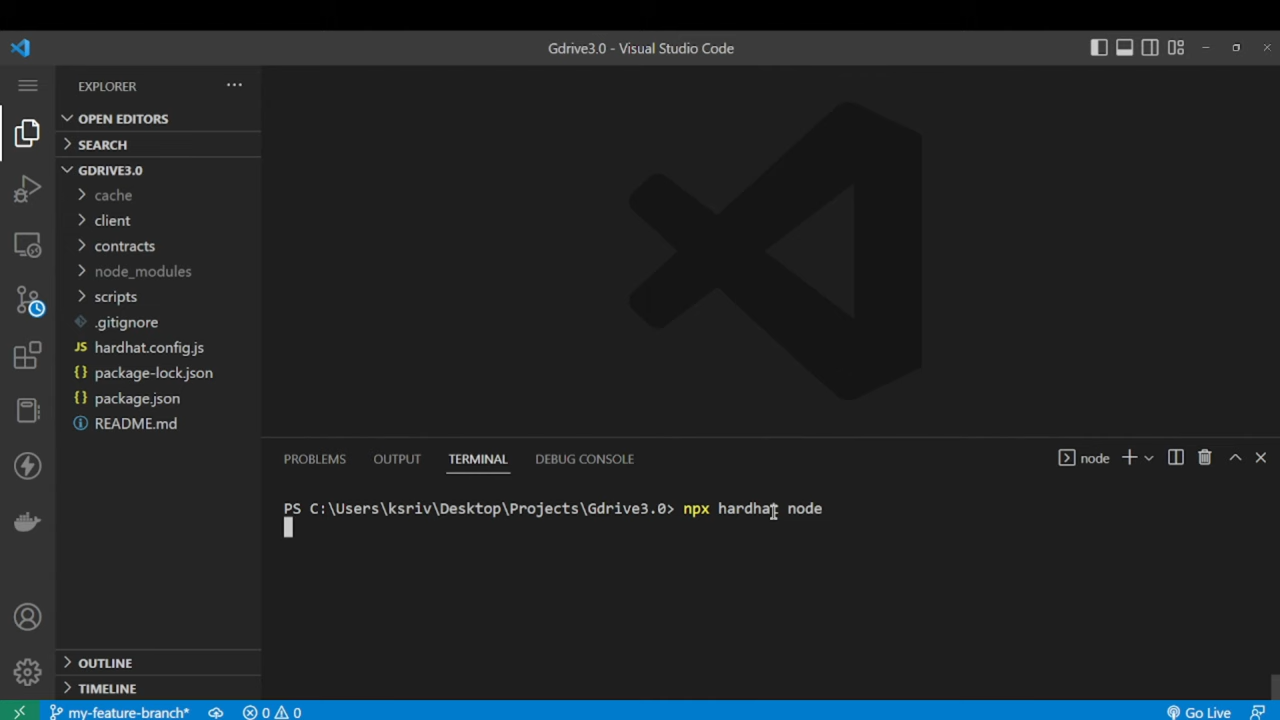 Gdrive3.0 - Visual Studio Code
EXPLORER
OPEN EDITORS
SEARCH
GDRIVE3.0
cache
client
contracts
node_modules
scripts
.gitignore
JS hardhat.config.js
{} package-lock.json
{} package.json
README.md
OUTLINE
TIMELINE
PROBLEMS OUTPUT TERMINAL DEBUG CONSOLE
node
PS C:\Users\ksriv\Desktop\Projects\Gdrive3.0> npx hardhat node
my-feature-branch* 0 0 Go Live